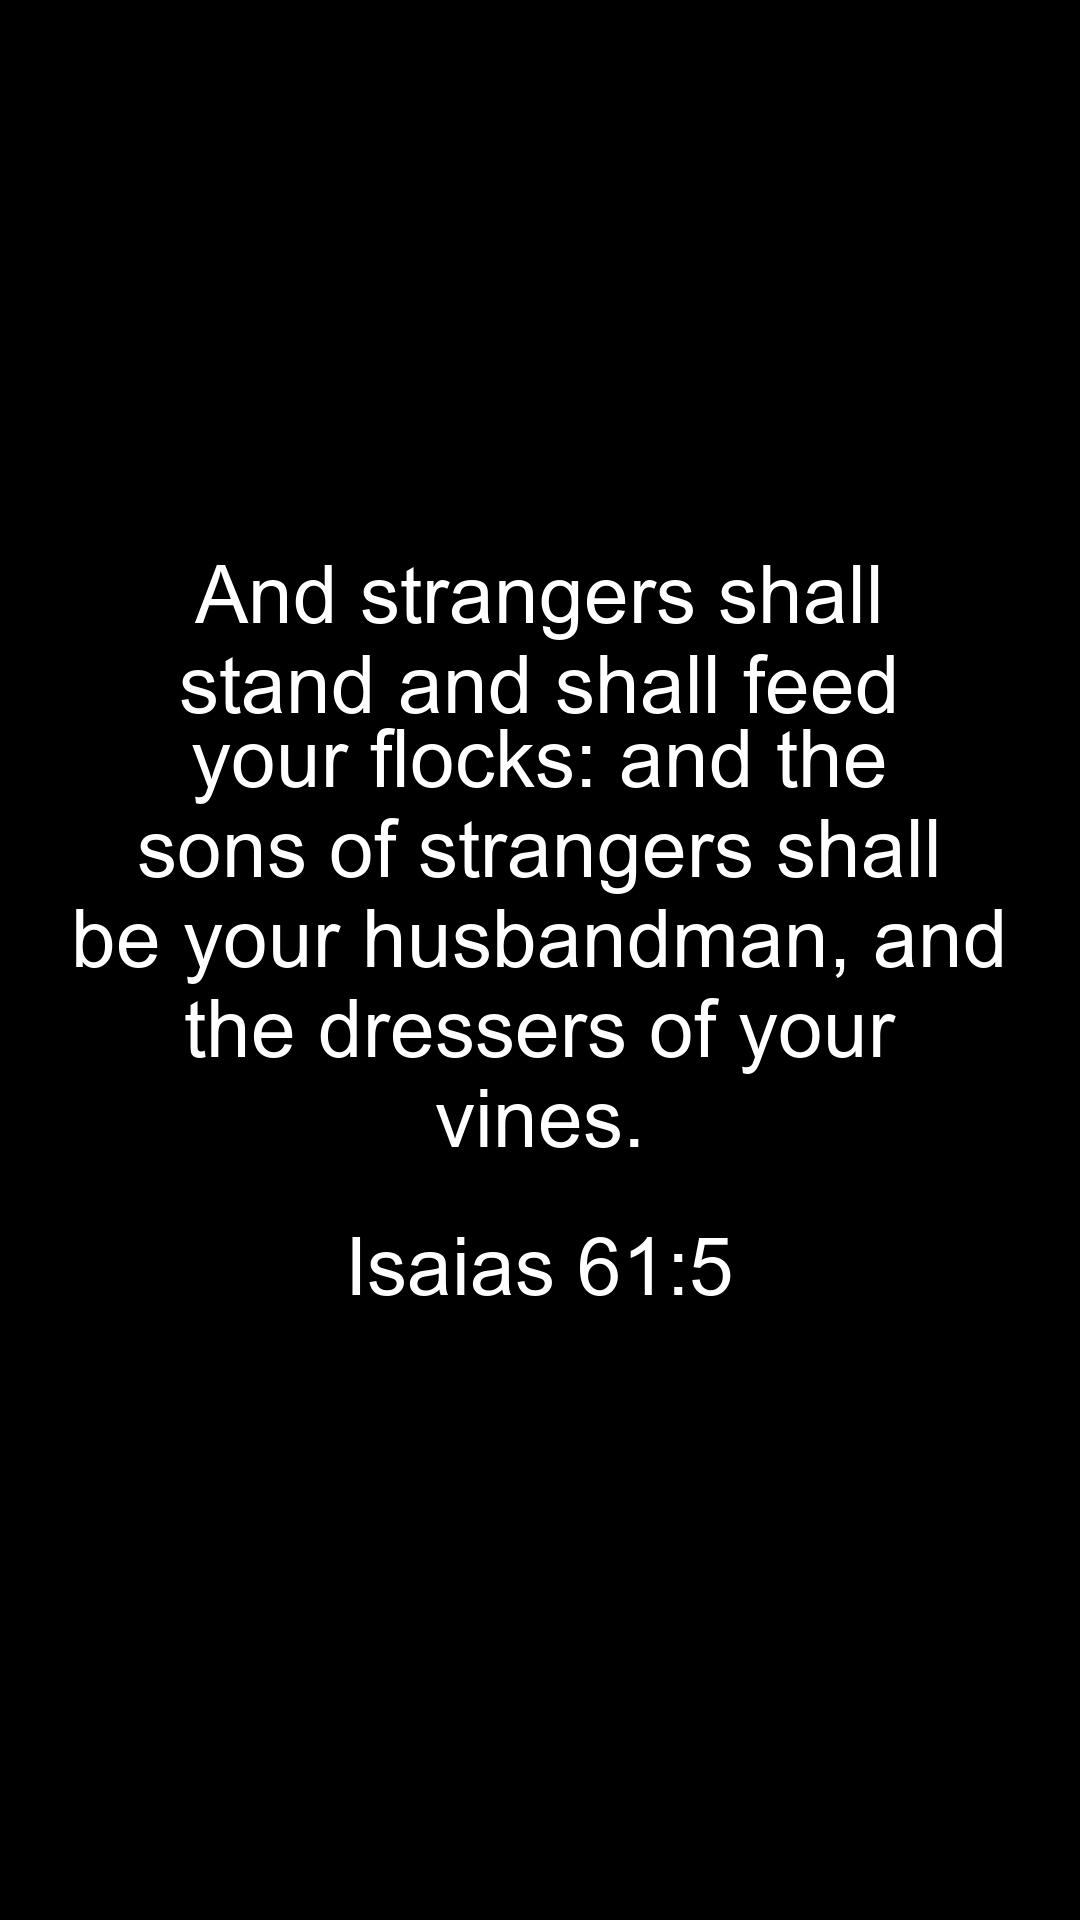 And strangers shall
stand and shall feed
your flocks: and the
sons of strangers shall
be your husbandman, and
the dressers of your
vines.
Isaias 61:5